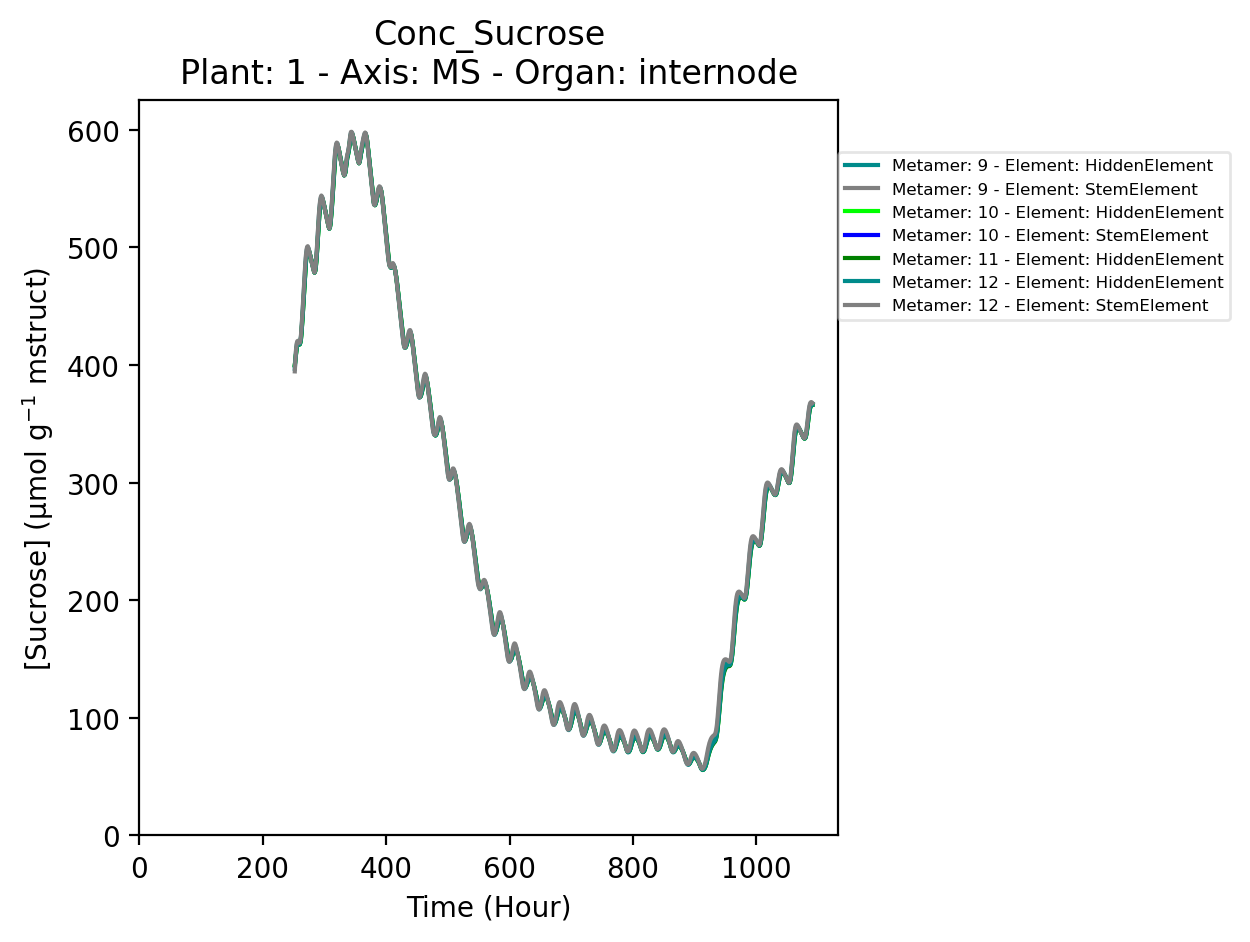 Conc_Sucrose
Plant: 1 - Axis: MS - Organ: internode
[Sucrose] (µmol g⁻¹ mstruct)
600
500
400
300
200
100
0
0 200 400 600 800 1000
Time (Hour)
Metamer: 9 - Element: HiddenElement
Metamer: 9 - Element: StemElement
Metamer: 10 - Element: HiddenElement
Metamer: 10 - Element: StemElement
Metamer: 11 - Element: HiddenElement
Metamer: 12 - Element: HiddenElement
Metamer: 12 - Element: StemElement